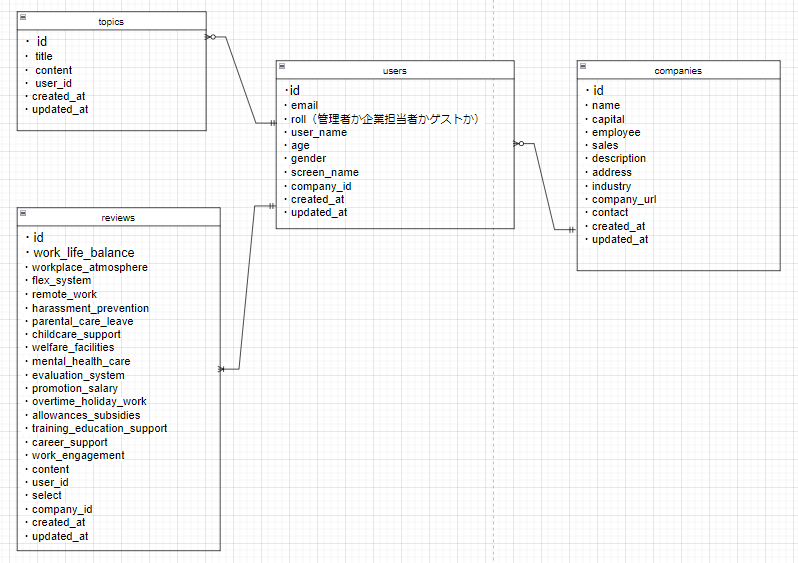 topics
・ id
・ title
・ content
・ user_id
・ created_at
・ updated_at
users
・id
・ email
・ roll（管理者か企業担当者かゲストか）
・ user_name
・ age
・ gender
・ screen_name
・ company_id
・ created_at
・ updated_at
companies
・ id
・ name
・ capital
・ employee
・ sales
・ description
・ address
・ industry
・ company_url
・ contact
・ created_at
・ updated_at
reviews
・ id
・ work_life_balance
・ workplace_atmosphere
・ flex_system
・ remote_work
・ harassment_prevention
・ parental_care_leave
・ childcare_support
・ welfare_facilities
・ mental_health_care
・ evaluation_system
・ promotion_salary
・ overtime_holiday_work
・ allowances_subsidies
・ training_education_support
・ career_support
・ work_engagement
・ content
・ user_id
・ select
・ company_id
・ created_at
・ updated_at